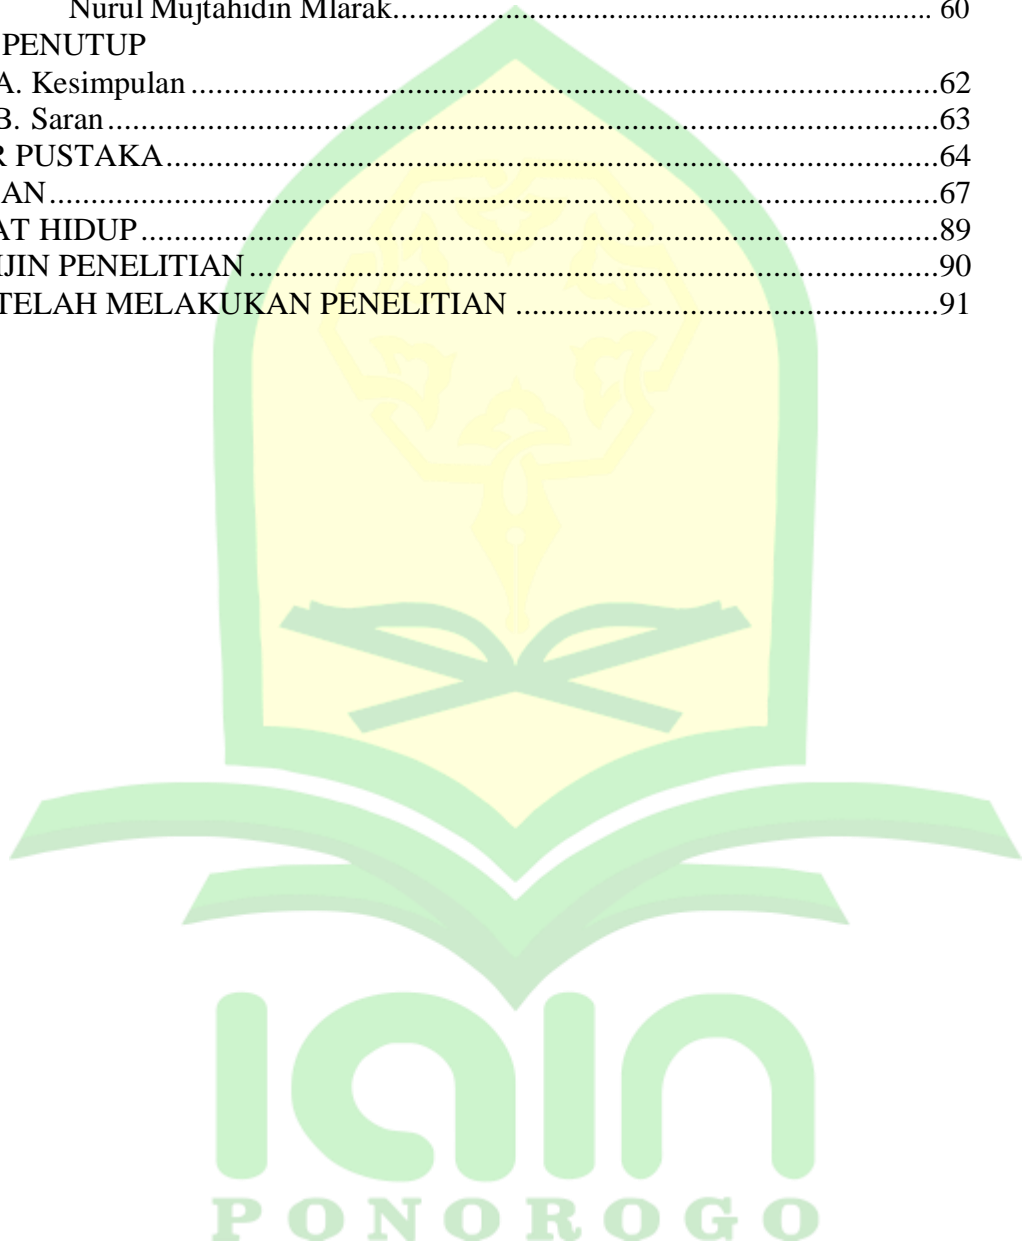 Nurul Mujtahidin Mlarak................................................................ 60
PENUTUP
A. Kesimpulan...........................................................................................62
B. Saran.....................................................................................................63
R PUSTAKA..............................................................................................64
AN............................................................................................................67
AT HIDUP.................................................................................................89
IJIN PENELITIAN....................................................................................90
TELAH MELAKUKAN PENELITIAN ...................................................91
IAIN
PONOROGO